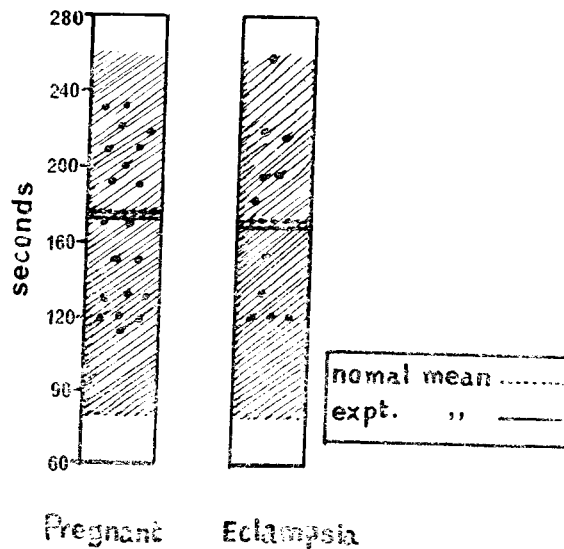 280
240
200
160
120
90
60
seconds
nomal mean ........
expt. ,, ———
Pregnant Eclampsia